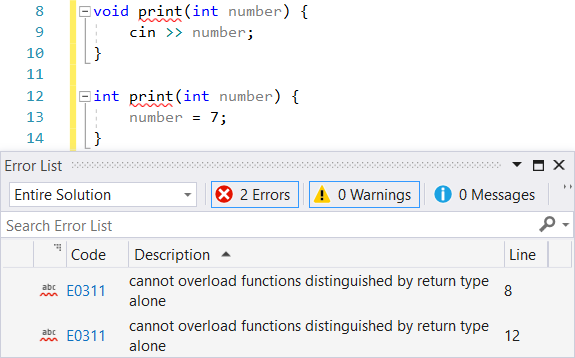 8 void print(int number) {
9 cin >> number;
10 }
11
12 int print(int number) {
13 number = 7;
14 }
Error List
Entire Solution 2 Errors 0 Warnings 0 Messages
Search Error List
Code Description Line
abc E0311 cannot overload functions distinguished by return type alone 8
abc E0311 cannot overload functions distinguished by return type alone 12